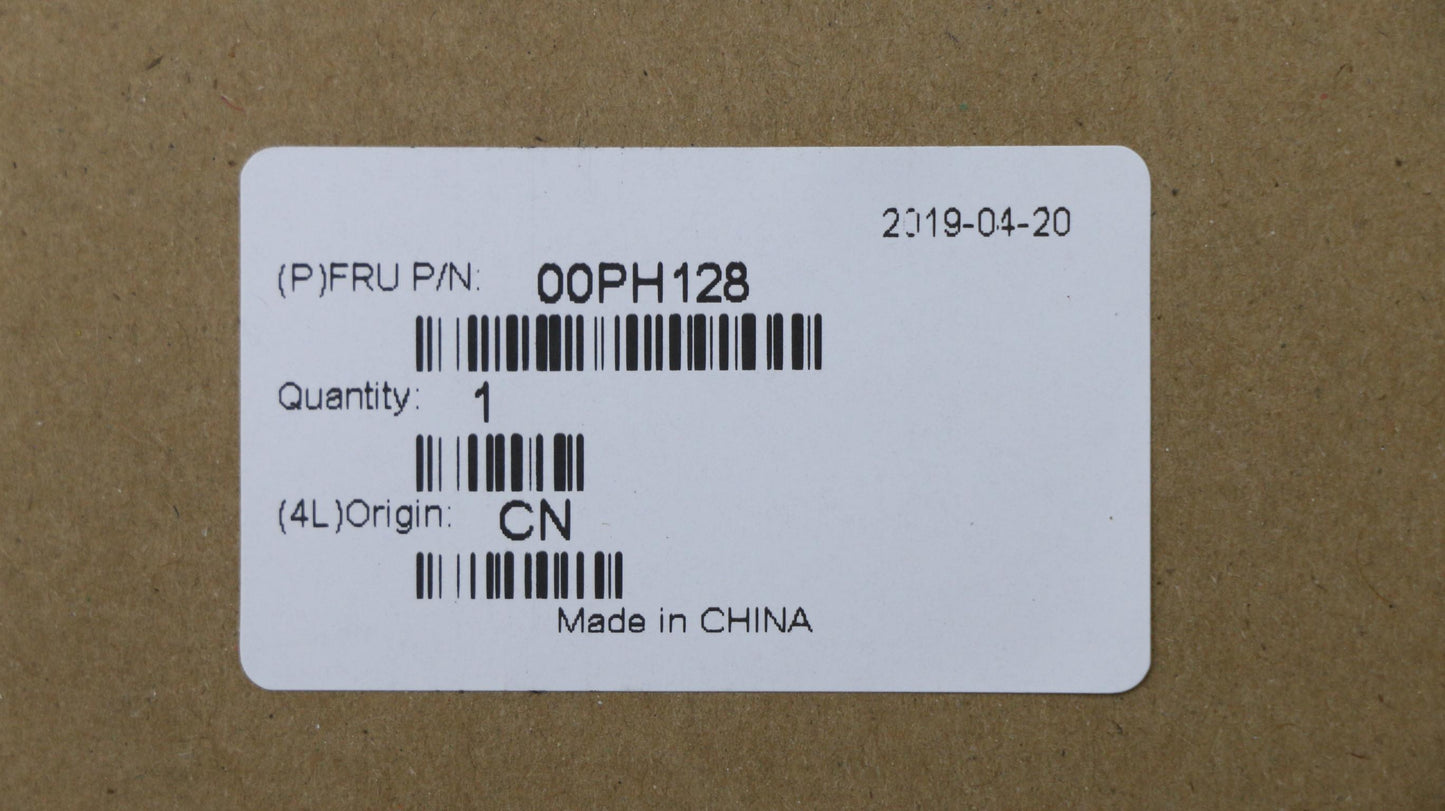 2019-04-20
(P)FRU P/N: 00PH128
Quantity: 1
(4L)Origin: CN
Made in CHINA